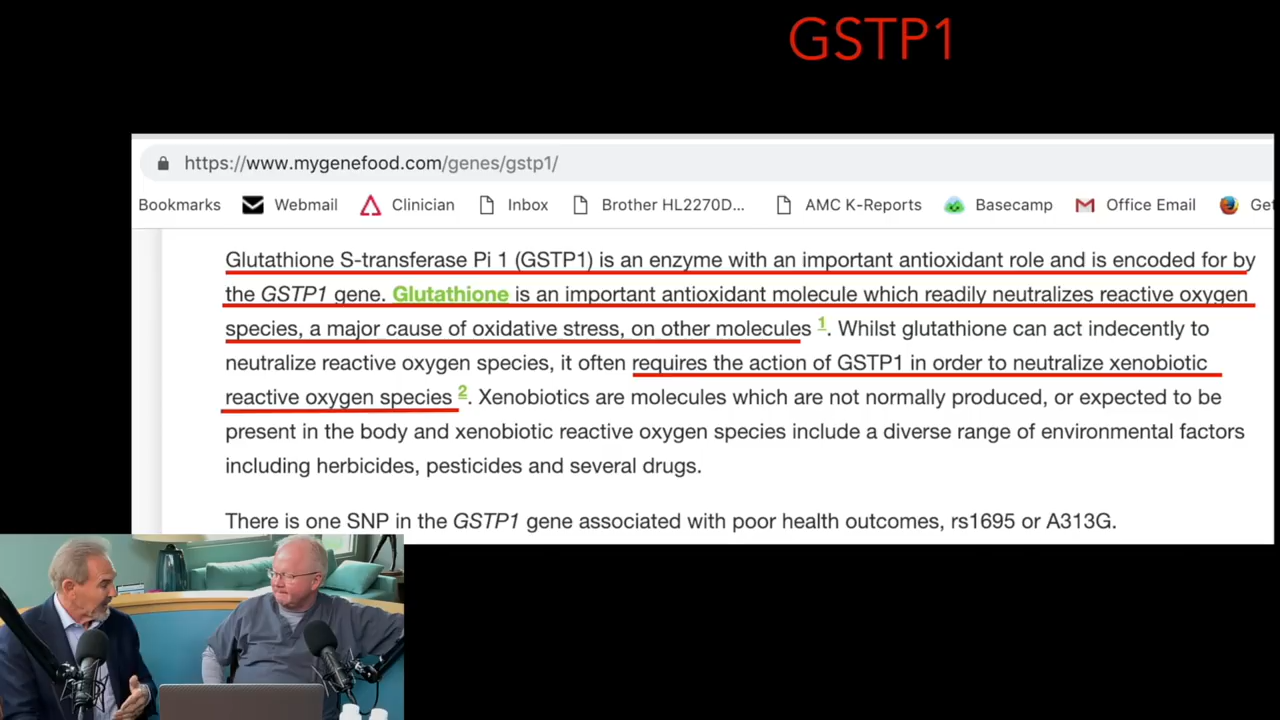 GSTP1
https://www.mygenefood.com/genes/gstp1/
Bookmarks Webmail Clinician Inbox Brother HL2270D... AMC K-Reports Basecamp Office Email Get
Glutathione S-transferase Pi 1 (GSTP1) is an enzyme with an important antioxidant role and is encoded for by
the GSTP1 gene. Glutathione is an important antioxidant molecule which readily neutralizes reactive oxygen
species, a major cause of oxidative stress, on other molecules 1. Whilst glutathione can act indecently to
neutralize reactive oxygen species, it often requires the action of GSTP1 in order to neutralize xenobiotic
reactive oxygen species 2. Xenobiotics are molecules which are not normally produced, or expected to be
present in the body and xenobiotic reactive oxygen species include a diverse range of environmental factors
including herbicides, pesticides and several drugs.
There is one SNP in the GSTP1 gene associated with poor health outcomes, rs1695 or A313G.